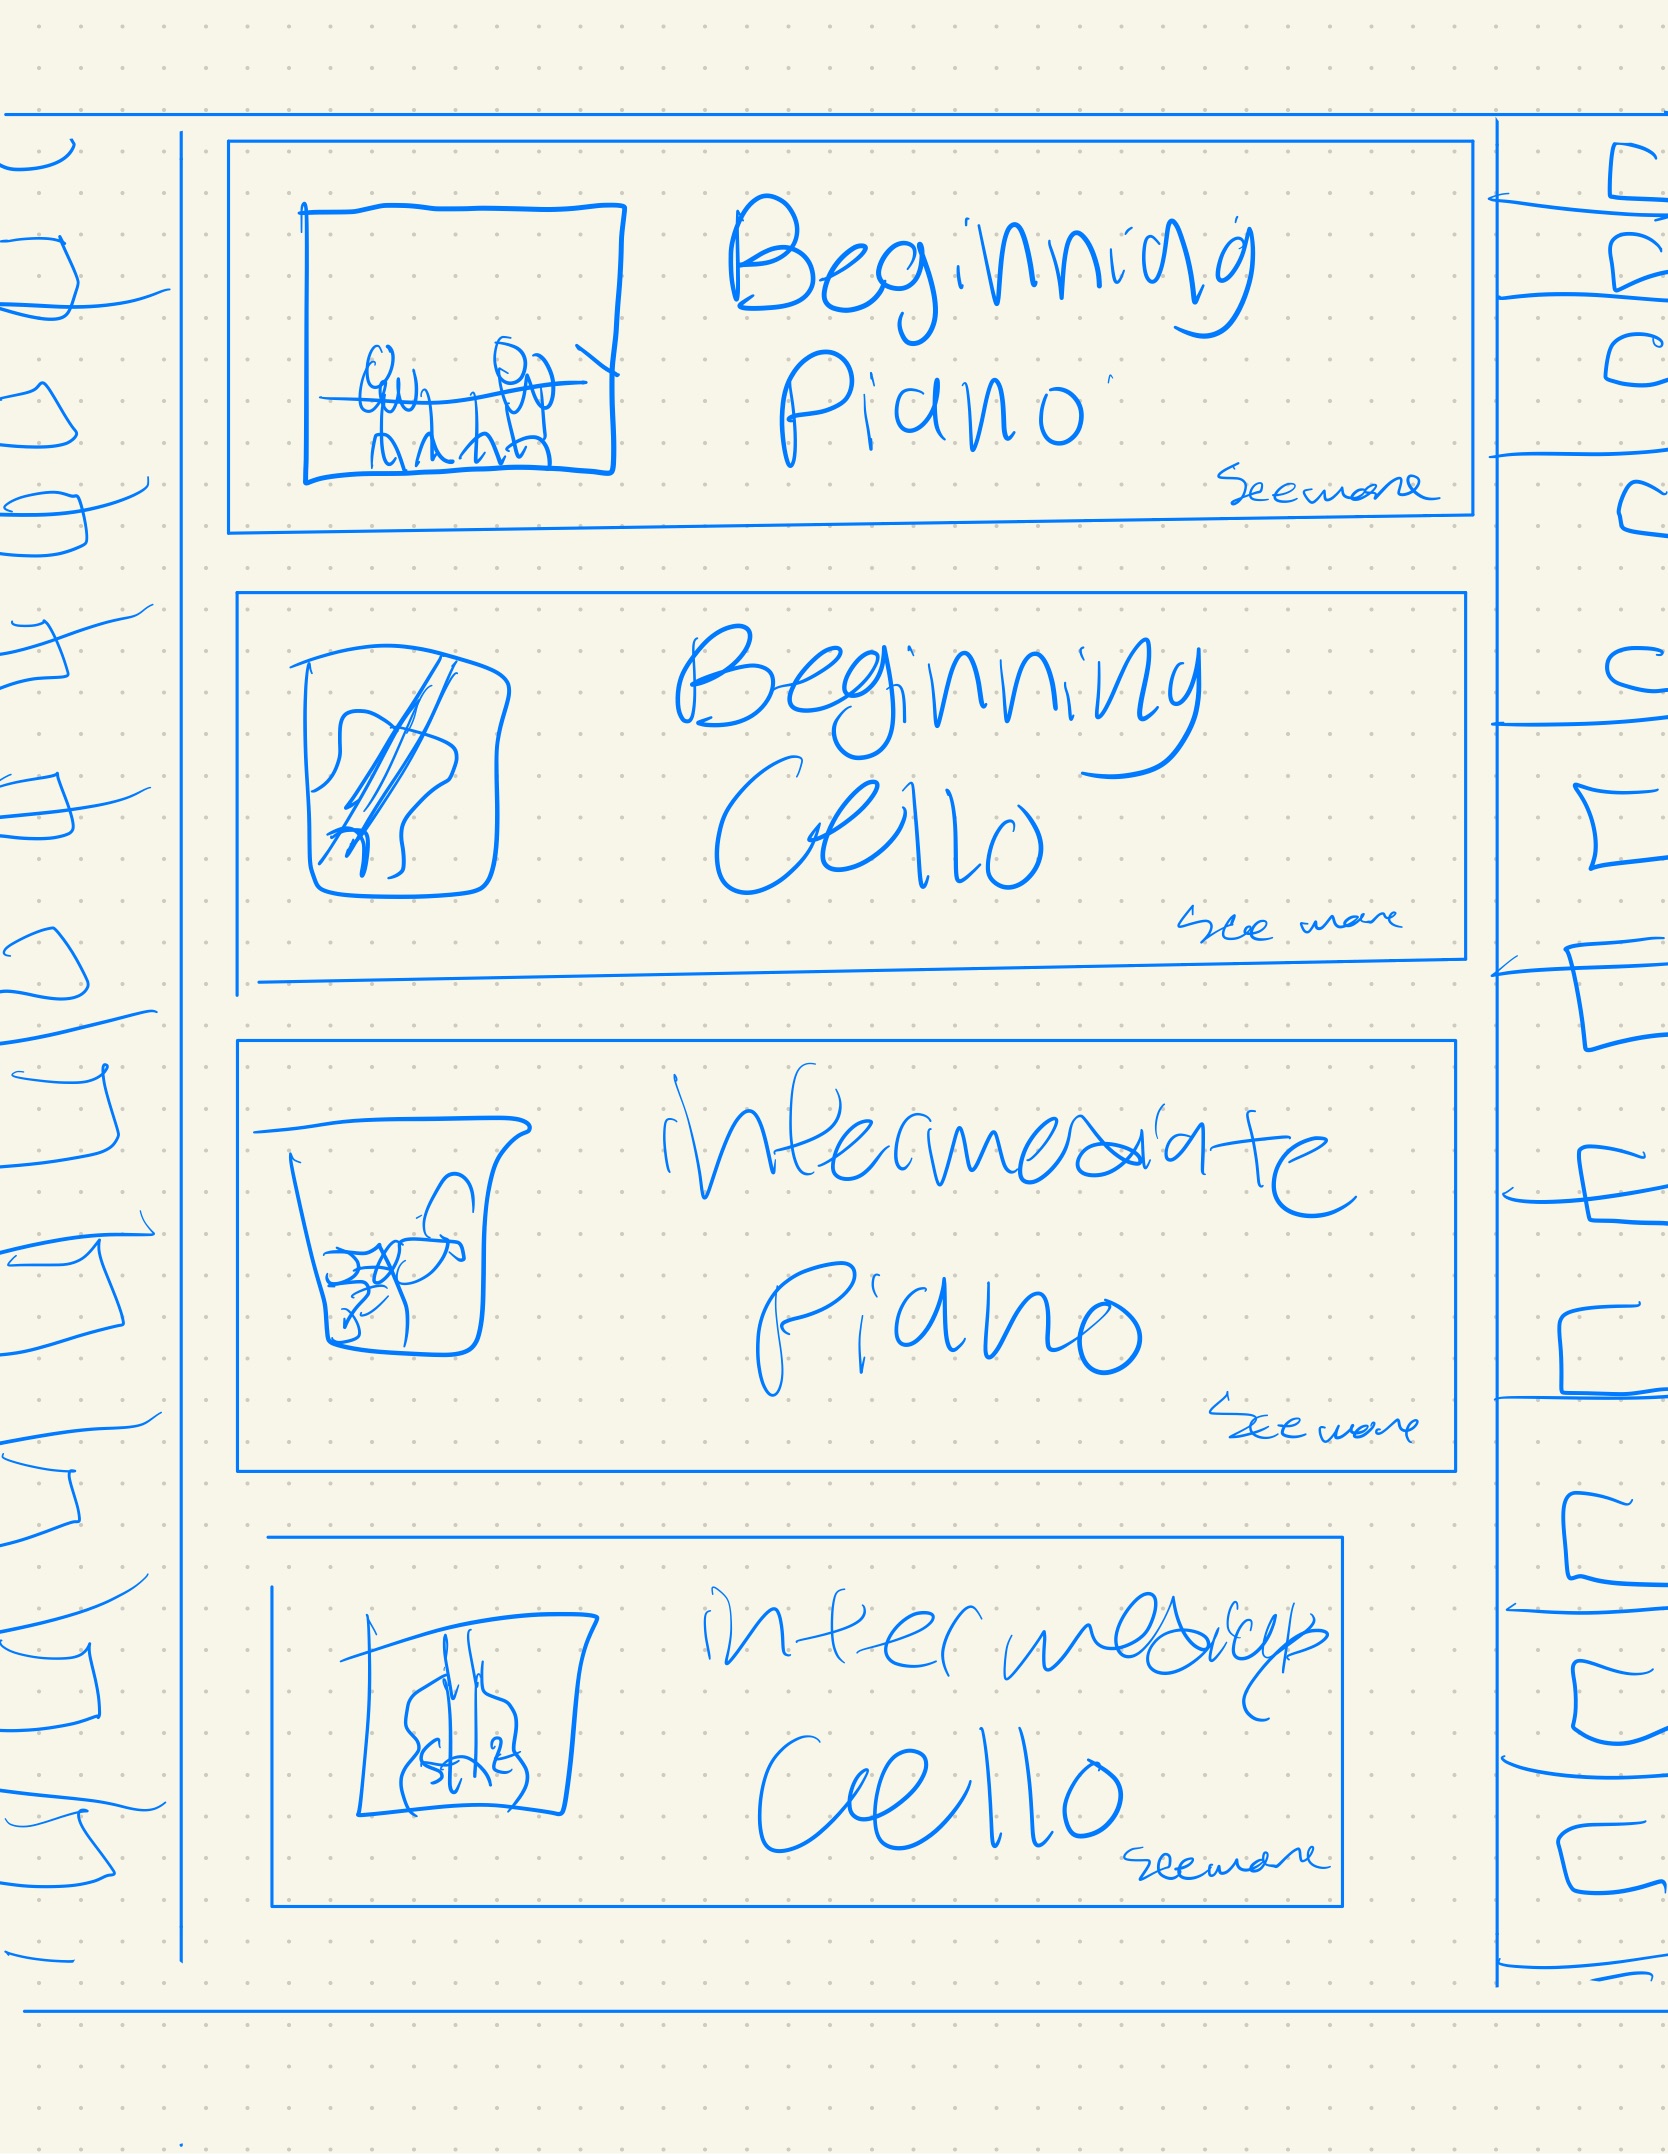 Beginning
Piano
See more
Beginning
Cello
See more
intermediate
Piano
See more
intermediate
Cello
See more